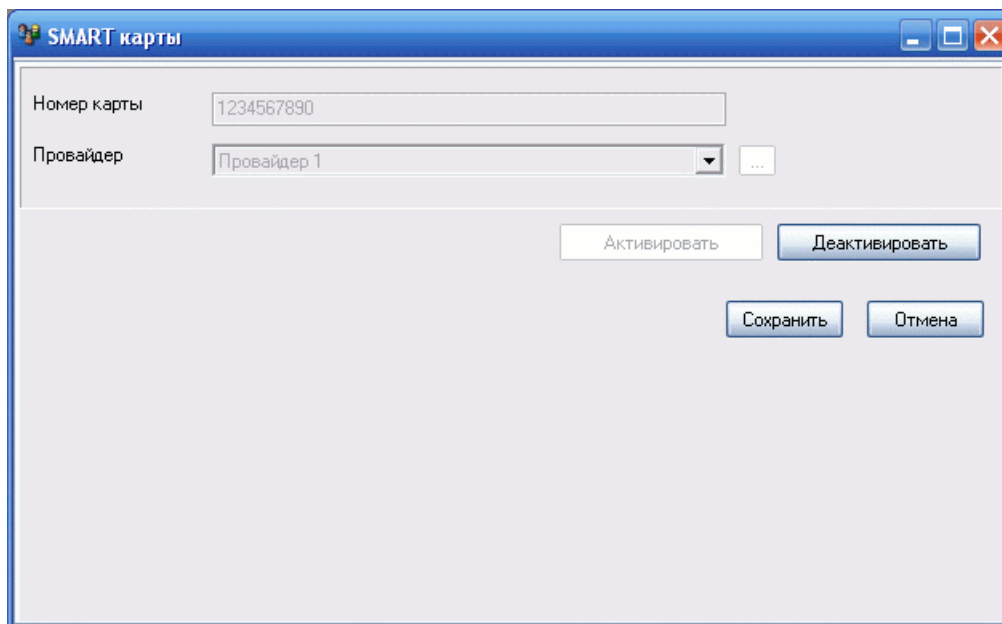 SMART карты
Номер карты 1234567890
Провайдер Провайдер 1 ...
Активировать Деактивировать
Сохранить Отмена